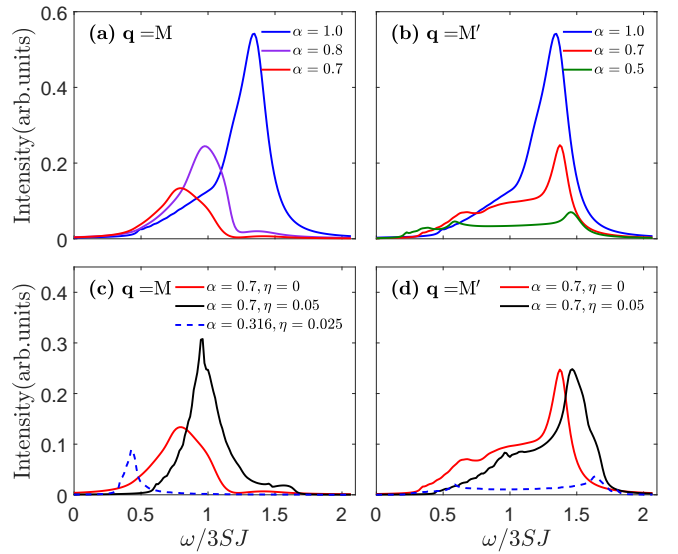 (a) q =M
α = 1.0
α = 0.8
α = 0.7
(b) q =M′
α = 1.0
α = 0.7
α = 0.5
Intensity(arb.units)
0.6
0.4
0.2
0
0
(c) q =M
α = 0.7, η = 0
α = 0.7, η = 0.05
α = 0.316, η = 0.025
(d) q =M′
α = 0.7, η = 0
α = 0.7, η = 0.05
Intensity(arb.units)
0.4
0.3
0.2
0.1
0
0
0 0.5 1 1.5 2
0 0.5 1 1.5 2
ω/3SJ
ω/3SJ